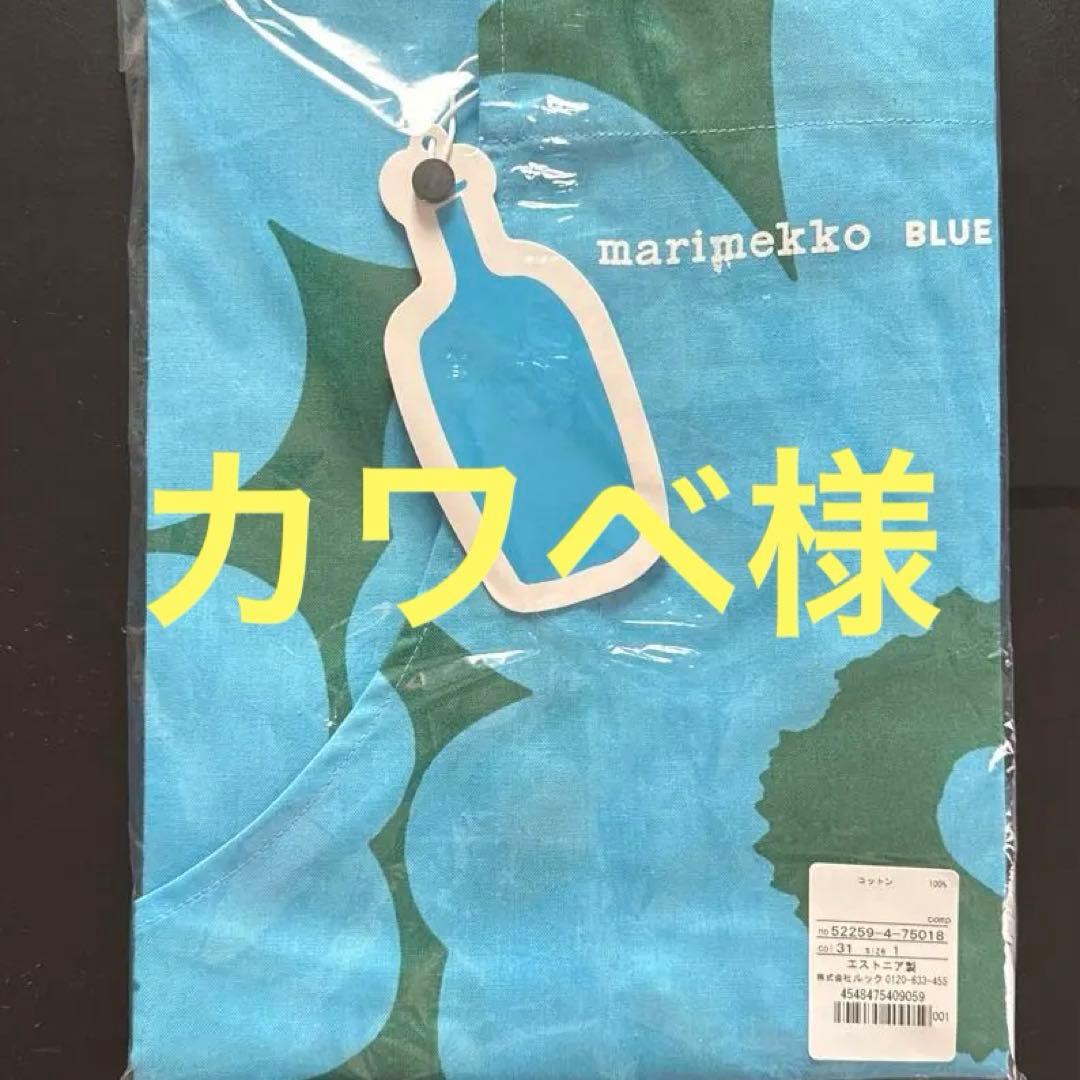 marimekko BLUE
カワベ様
コットン 100%
comp
no 52259-4-75018
col 31 size 1
エストニア製
株式会社ルック 0120-633-455
4548475409059
001